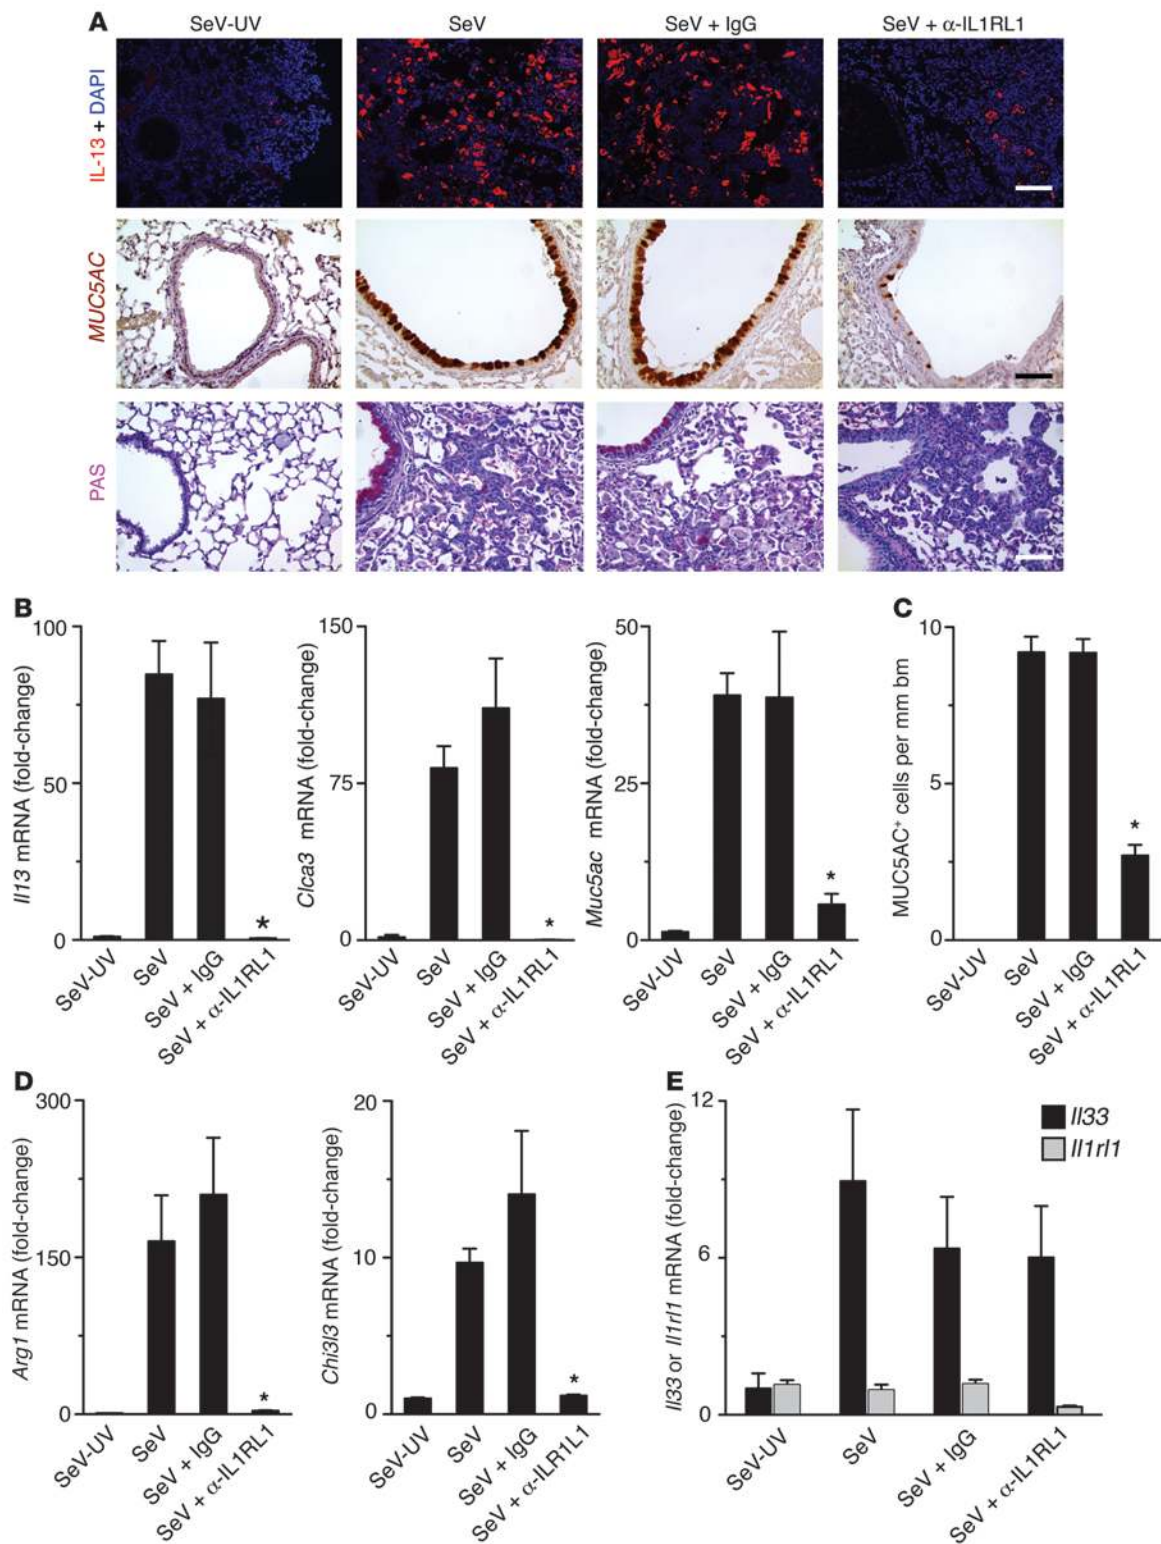 A
SeV-UV SeV SeV + IgG SeV + α-IL1RL1
IL-13 + DAPI
MUC5AC
PAS
B
Il13 mRNA (fold-change)
100
50
0
SeV-UV
SeV
SeV + IgG
SeV + α-IL1RL1
*
Clca3 mRNA (fold-change)
150
75
0
SeV-UV
SeV
SeV + IgG
SeV + α-IL1RL1
*
Muc5ac mRNA (fold-change)
50
25
0
SeV-UV
SeV
SeV + IgG
SeV + α-IL1RL1
*
C
MUC5AC⁺ cells per mm bm
10
5
0
SeV-UV
SeV
SeV + IgG
SeV + α-IL1RL1
*
D
Arg1 mRNA (fold-change)
300
150
0
SeV-UV
SeV
SeV + IgG
SeV + α-IL1RL1
*
Chi3l3 mRNA (fold-change)
20
10
0
SeV-UV
SeV
SeV + IgG
SeV + α-ILR1L1
*
E
Il33 or Il1rl1 mRNA (fold-change)
12
6
0
SeV-UV
SeV
SeV + IgG
SeV + α-IL1RL1
Il33
Il1rl1